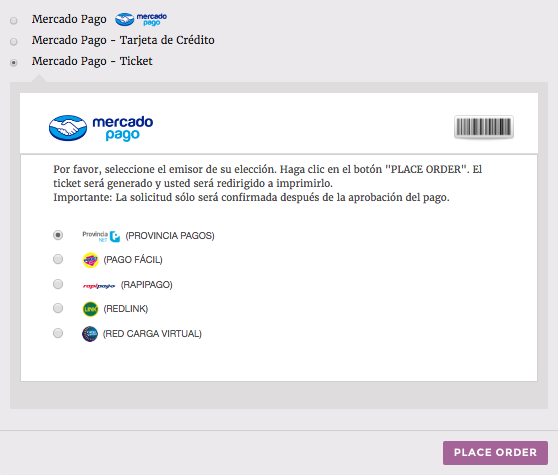 Mercado Pago mercado pago
Mercado Pago - Tarjeta de Crédito
Mercado Pago - Ticket
mercado
pago
Por favor, seleccione el emisor de su elección. Haga clic en el botón "PLACE ORDER". El
ticket será generado y usted será redirigido a imprimirlo.
Importante: La solicitud sólo será confirmada después de la aprobación del pago.
Provincia NET (PROVINCIA PAGOS)
(PAGO FÁCIL)
rapipago (RAPIPAGO)
LINK (REDLINK)
(RED CARGA VIRTUAL)
PLACE ORDER